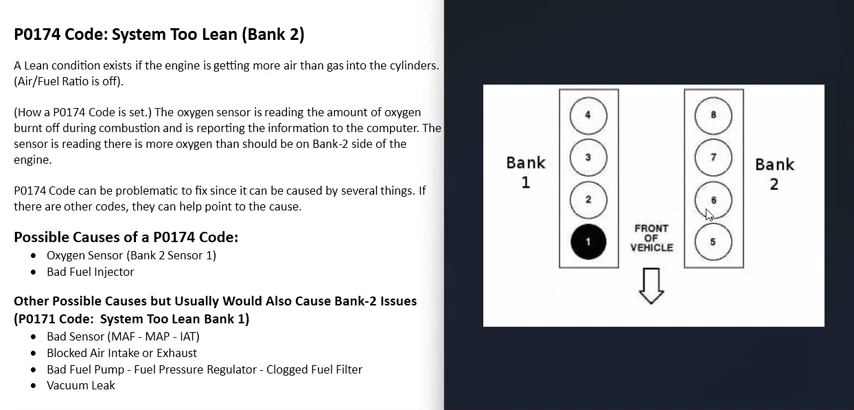 P0174 Code: System Too Lean (Bank 2)
A Lean condition exists if the engine is getting more air than gas into the cylinders.
(Air/Fuel Ratio is off).
(How a P0174 Code is set.) The oxygen sensor is reading the amount of oxygen
burnt off during combustion and is reporting the information to the computer. The
sensor is reading there is more oxygen than should be on Bank-2 side of the
engine.
P0174 Code can be problematic to fix since it can be caused by several things. If
there are other codes, they can help point to the cause.
Possible Causes of a P0174 Code:
• Oxygen Sensor (Bank 2 Sensor 1)
• Bad Fuel Injector
Other Possible Causes but Usually Would Also Cause Bank-2 Issues
(P0171 Code:  System Too Lean Bank 1)
• Bad Sensor (MAF - MAP - IAT)
• Blocked Air Intake or Exhaust
• Bad Fuel Pump - Fuel Pressure Regulator - Clogged Fuel Filter
• Vacuum Leak
Bank
1
4
3
2
1
FRONT
OF
VEHICLE
8
7
6
5
Bank
2